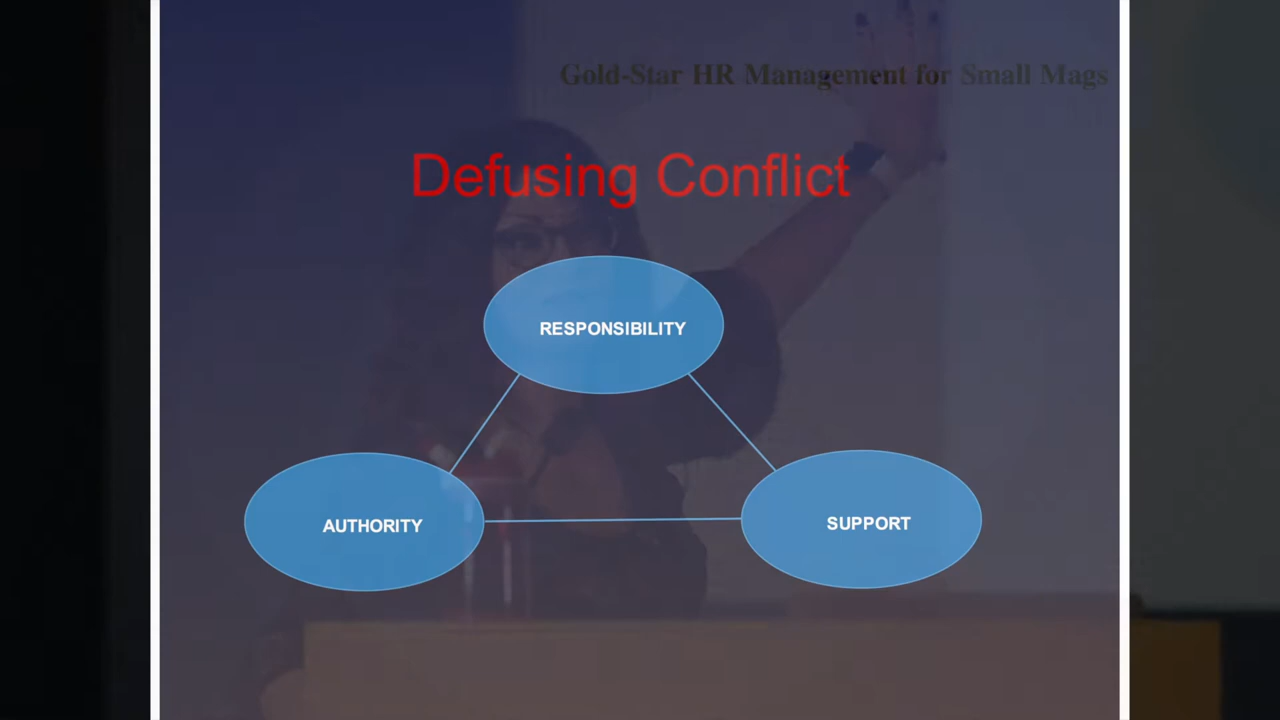 Gold-Star HR Management for Small Mags
Defusing Conflict
RESPONSIBILITY
AUTHORITY
SUPPORT